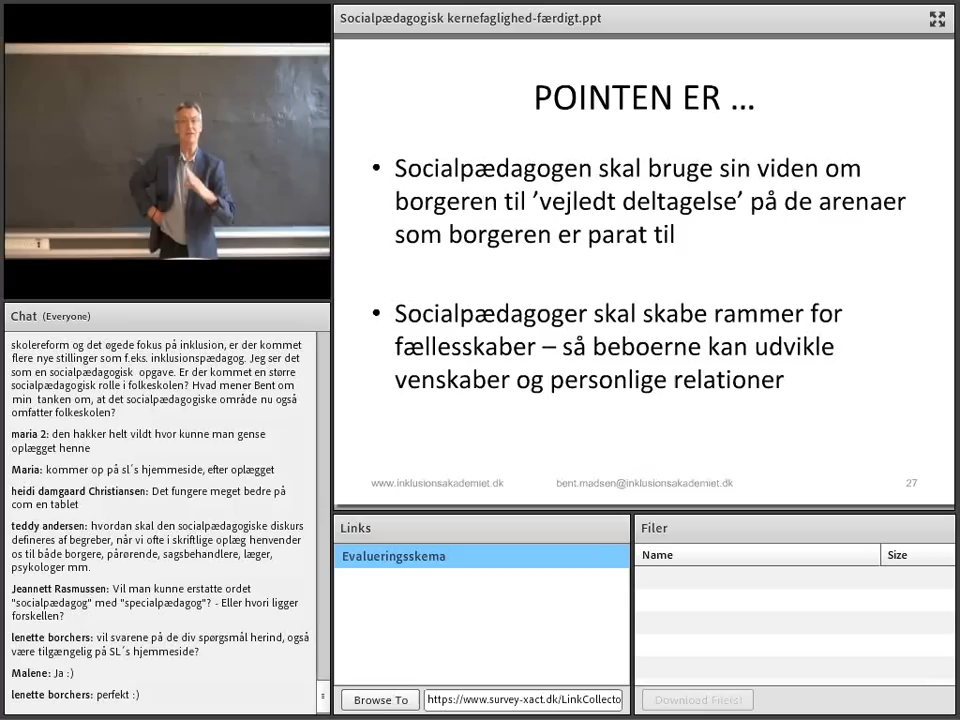 Socialpædagogisk kernefaglighed-færdigt.ppt
POINTEN ER ...
• Socialpædagogen skal bruge sin viden om
borgeren til ’vejledt deltagelse’ på de arenaer
som borgeren er parat til
• Socialpædagoger skal skabe rammer for
fællesskaber – så beboerne kan udvikle
venskaber og personlige relationer
www.inklusionsakademiet.dk
bent.madsen@inklusionsakademiet.dk
27
Chat (Everyone)
skolereform og det øgede fokus på inklusion, er der kommet
flere nye stillinger som f.eks. inklusionspædagog. Jeg ser det
som en socialpædagogisk opgave. Er der kommet en større
socialpædagogisk rolle i folkeskolen? Hvad mener Bent om
min tanken om, at det socialpædagogiske område nu også
omfatter folkeskolen?
maria 2: den hakker helt vildt hvor kunne man gense
oplægget henne
Maria: kommer op på sl´s hjemmeside, efter oplægget
heidi damgaard Christiansen: Det fungere meget bedre på
com en tablet
teddy andersen: hvordan skal den socialpædagogiske diskurs
defineres af begreber, når vi ofte i skriftlige oplæg henvender
os til både borgere, pårørende, sagsbehandlere, læger,
psykologer mm.
Jeannett Rasmussen: Vil man kunne erstatte ordet
"socialpædagog" med "specialpædagog"? - Eller hvori ligger
forskellen?
lenette borchers: vil svarene på de div spørgsmål herind, også
være tilgængelig på SL´s hjemmeside?
Malene: Ja :)
lenette borchers: perfekt :)
Links
Evalueringsskema
Browse To
https://www.survey-xact.dk/LinkCollecto
Filer
Name
Size
Download File(s)